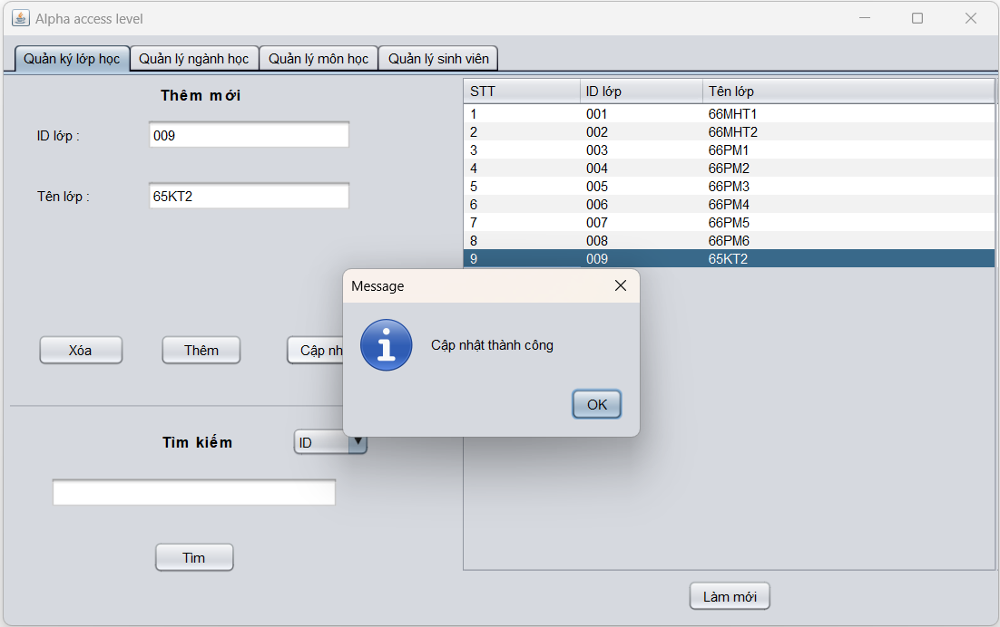 Alpha access level
Quản ký lớp học Quản lý ngành học Quản lý môn học Quản lý sinh viên
Thêm mới
ID lớp : 009
Tên lớp : 65KT2
Xóa Thêm Cập nh
Tìm kiếm ID
Tìm
STT ID lớp Tên lớp
1 001 66MHT1
2 002 66MHT2
3 003 66PM1
4 004 66PM2
5 005 66PM3
6 006 66PM4
7 007 66PM5
8 008 66PM6
9 009 65KT2
Message
Cập nhật thành công
OK
Làm mới